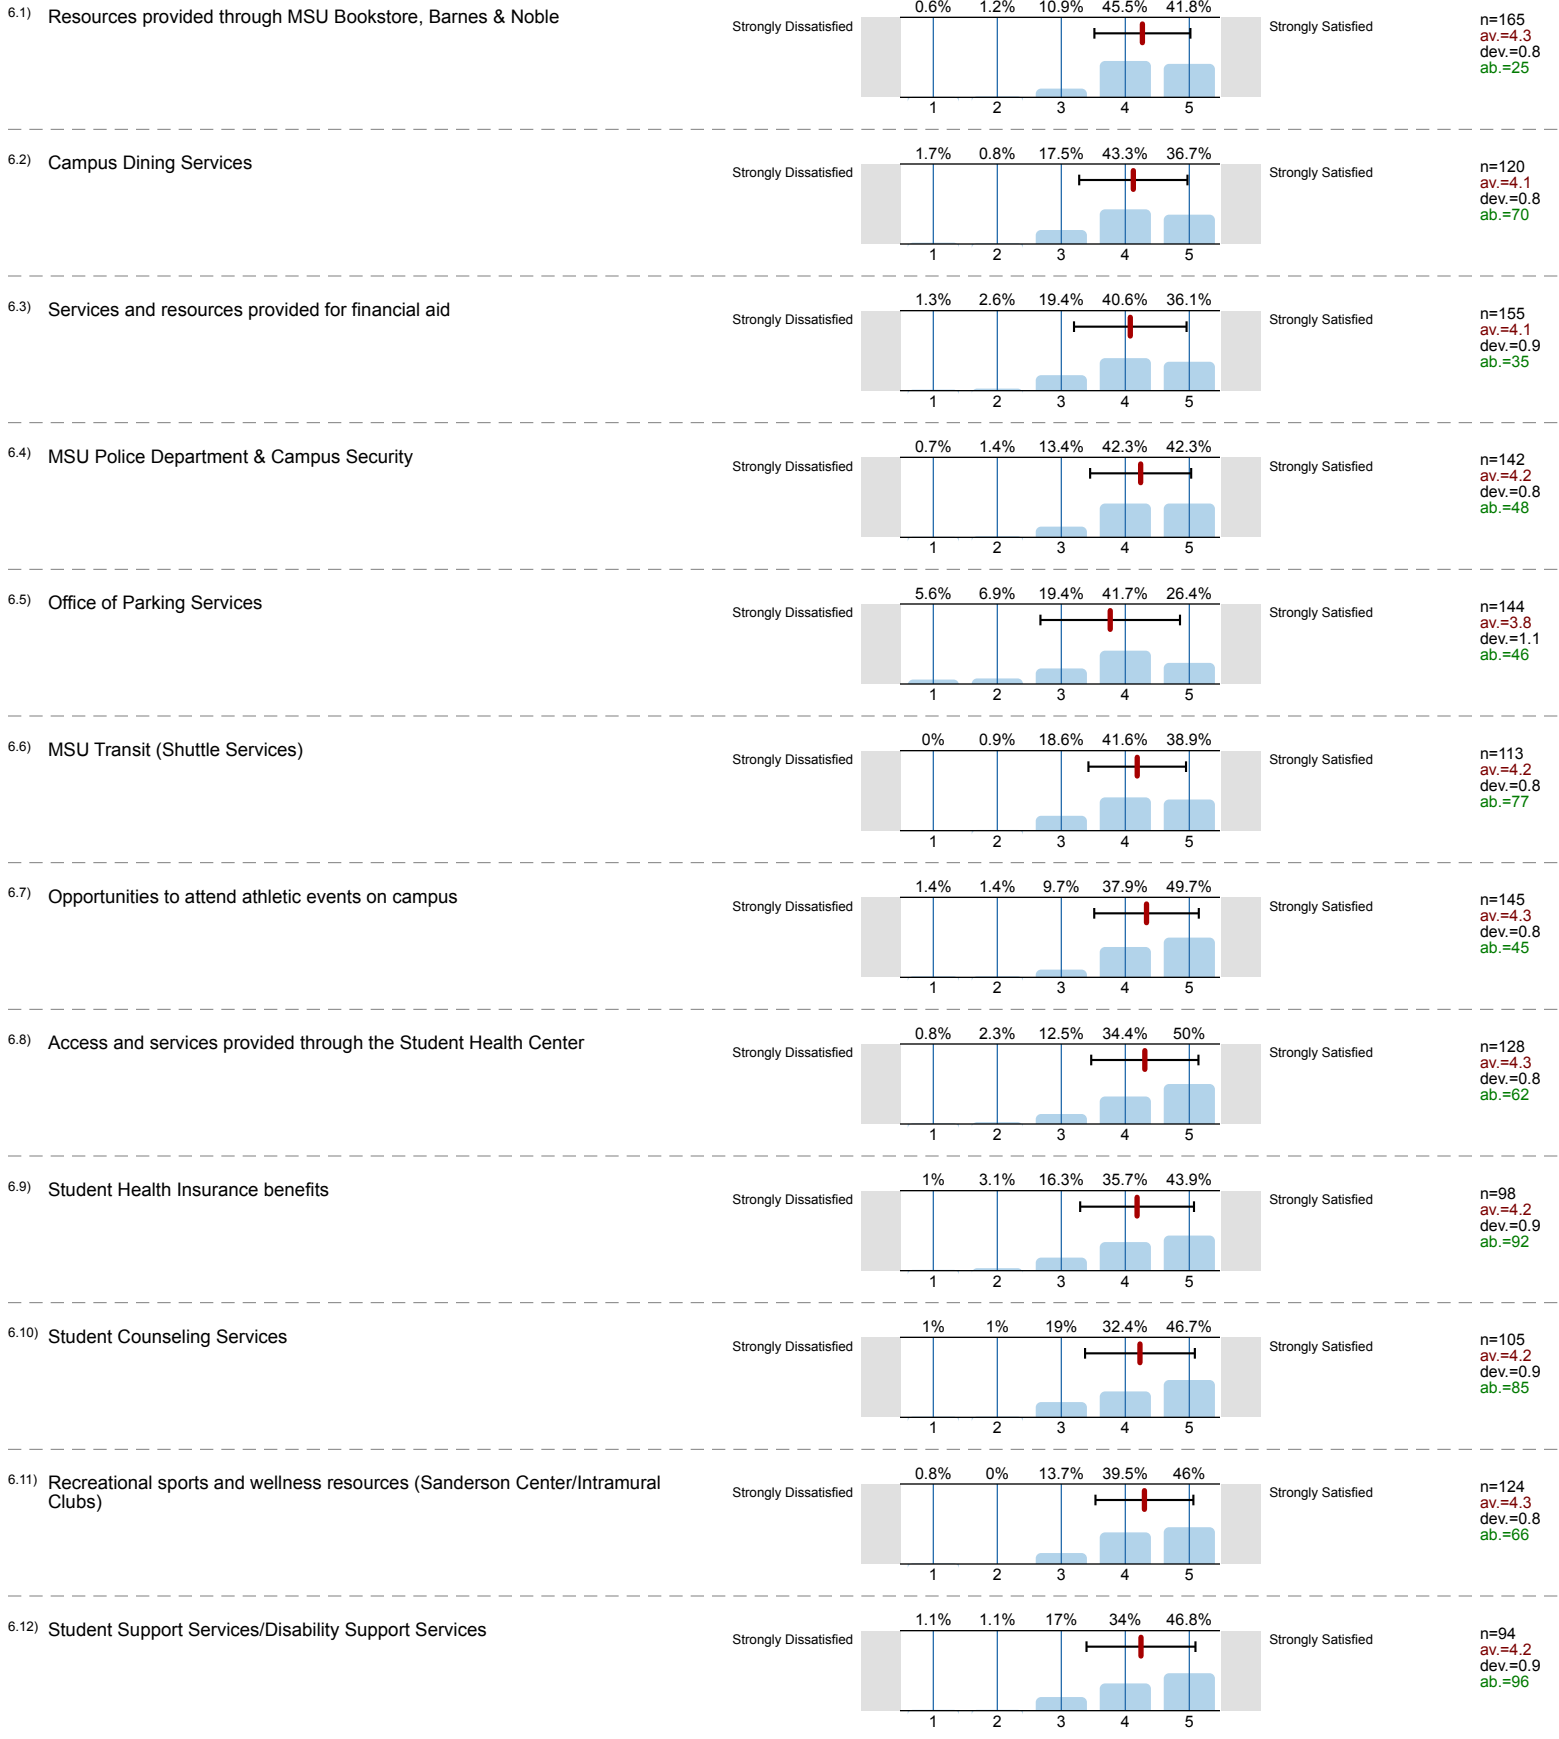 0.6% 1.2% 10.9% 45.5% 41.8%
6.1) Resources provided through MSU Bookstore, Barnes & Noble
Strongly Dissatisfied Strongly Satisfied
n=165
av.=4.3
dev.=0.8
ab.=25
1 2 3 4 5
6.2) Campus Dining Services
1.7% 0.8% 17.5% 43.3% 36.7%
Strongly Dissatisfied Strongly Satisfied
n=120
av.=4.1
dev.=0.8
ab.=70
1 2 3 4 5
6.3) Services and resources provided for financial aid
1.3% 2.6% 19.4% 40.6% 36.1%
Strongly Dissatisfied Strongly Satisfied
n=155
av.=4.1
dev.=0.9
ab.=35
1 2 3 4 5
6.4) MSU Police Department & Campus Security
0.7% 1.4% 13.4% 42.3% 42.3%
Strongly Dissatisfied Strongly Satisfied
n=142
av.=4.2
dev.=0.8
ab.=48
1 2 3 4 5
6.5) Office of Parking Services
5.6% 6.9% 19.4% 41.7% 26.4%
Strongly Dissatisfied Strongly Satisfied
n=144
av.=3.8
dev.=1.1
ab.=46
1 2 3 4 5
6.6) MSU Transit (Shuttle Services)
0% 0.9% 18.6% 41.6% 38.9%
Strongly Dissatisfied Strongly Satisfied
n=113
av.=4.2
dev.=0.8
ab.=77
1 2 3 4 5
6.7) Opportunities to attend athletic events on campus
1.4% 1.4% 9.7% 37.9% 49.7%
Strongly Dissatisfied Strongly Satisfied
n=145
av.=4.3
dev.=0.8
ab.=45
1 2 3 4 5
6.8) Access and services provided through the Student Health Center
0.8% 2.3% 12.5% 34.4% 50%
Strongly Dissatisfied Strongly Satisfied
n=128
av.=4.3
dev.=0.8
ab.=62
1 2 3 4 5
6.9) Student Health Insurance benefits
1% 3.1% 16.3% 35.7% 43.9%
Strongly Dissatisfied Strongly Satisfied
n=98
av.=4.2
dev.=0.9
ab.=92
1 2 3 4 5
6.10) Student Counseling Services
1% 1% 19% 32.4% 46.7%
Strongly Dissatisfied Strongly Satisfied
n=105
av.=4.2
dev.=0.9
ab.=85
1 2 3 4 5
6.11) Recreational sports and wellness resources (Sanderson Center/Intramural
Clubs)
0.8% 0% 13.7% 39.5% 46%
Strongly Dissatisfied Strongly Satisfied
n=124
av.=4.3
dev.=0.8
ab.=66
1 2 3 4 5
6.12) Student Support Services/Disability Support Services
1.1% 1.1% 17% 34% 46.8%
Strongly Dissatisfied Strongly Satisfied
n=94
av.=4.2
dev.=0.9
ab.=96
1 2 3 4 5